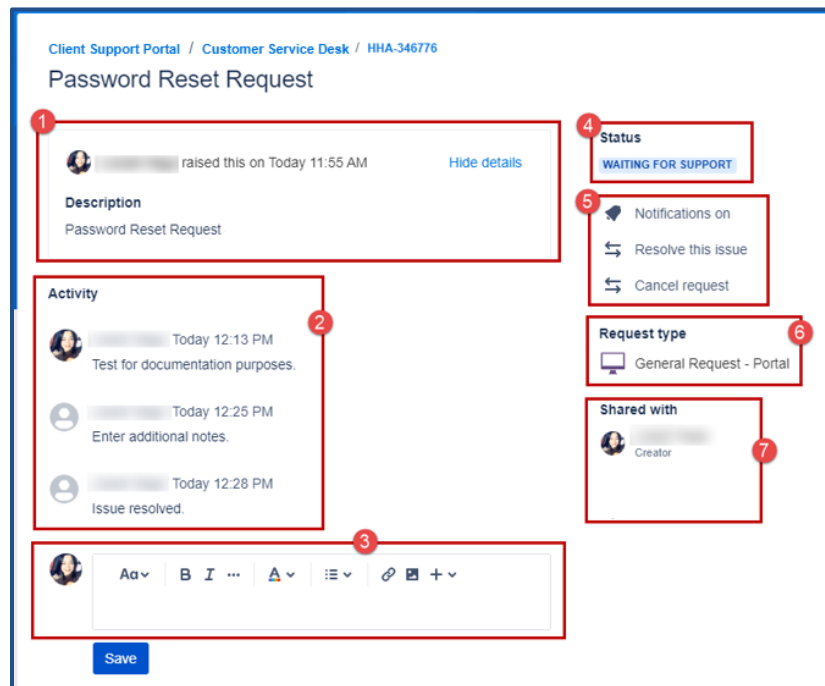 Client Support Portal / Customer Service Desk / HHA-346776
Password Reset Request
1
raised this on Today 11:55 AM
Hide details
Description
Password Reset Request
2
Activity
Today 12:13 PM
Test for documentation purposes.
Today 12:25 PM
Enter additional notes.
Today 12:28 PM
Issue resolved.
3
Aa
B I ... A
Save
4
Status
WAITING FOR SUPPORT
5
Notifications on
Resolve this issue
Cancel request
6
Request type
General Request - Portal
7
Shared with
Creator